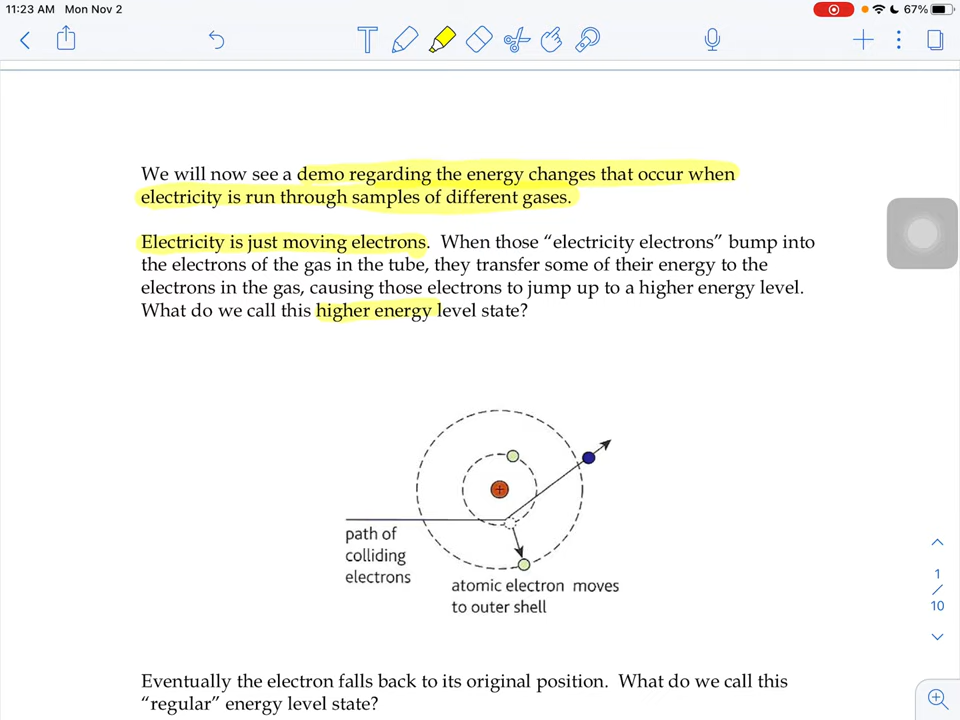 11:23 AM Mon Nov 2
67%
We will now see a demo regarding the energy changes that occur when
electricity is run through samples of different gases.
Electricity is just moving electrons. When those “electricity electrons” bump into
the electrons of the gas in the tube, they transfer some of their energy to the
electrons in the gas, causing those electrons to jump up to a higher energy level.
What do we call this higher energy level state?
+
path of
colliding
electrons
atomic electron moves
to outer shell
1
/
10
Eventually the electron falls back to its original position. What do we call this
“regular” energy level state?